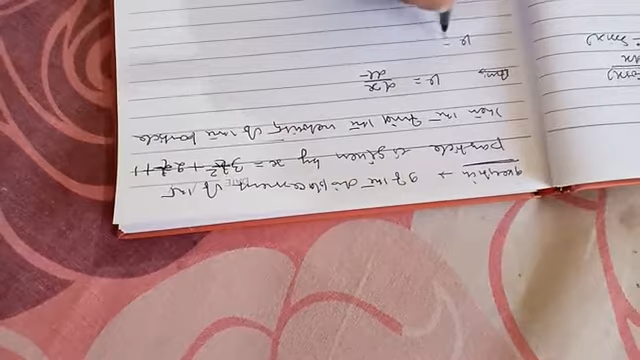 question → If the displacement of the
particle is given by x = 3t² + 2t + 1
then the find the velocity of the particle
Ans v = dx/dt
v =